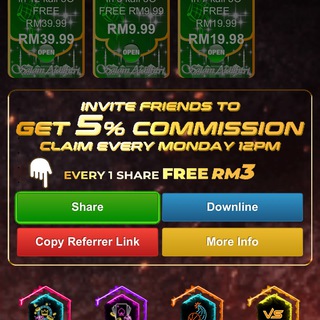 FREE
RM39.99
RM39.99
OPEN
FREE RM9.99
RM9.99
OPEN
FREE
RM19.99
RM19.98
OPEN
INVITE FRIENDS TO
GET 5% COMMISSION
CLAIM EVERY MONDAY 12PM
EVERY 1 SHARE FREE RM3
Share
Downline
Copy Referrer Link
More Info
VS